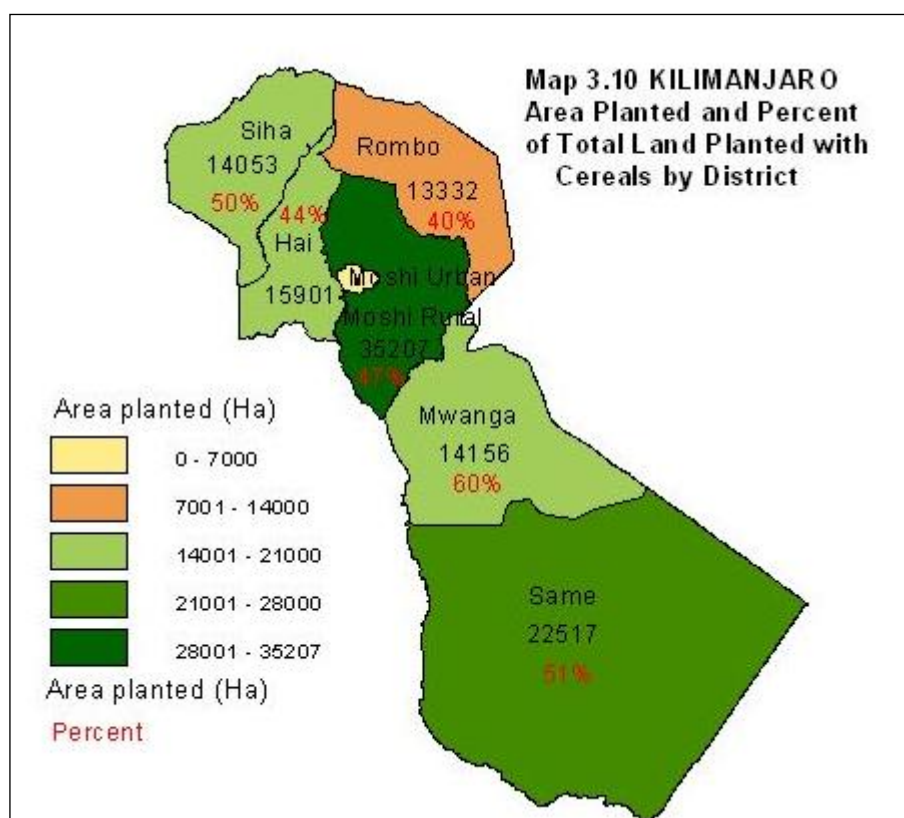 Map 3.10 KILIMANJARO
Area Planted and Percent
of Total Land Planted with
Cereals by District
Siha
14053
50%
Rombo
13332
40%
44%
Hai
15901
Moshi Urban
Moshi Rural
35207
47%
Mwanga
14156
60%
Same
22517
51%
Area planted (Ha)
0 - 7000
7001 - 14000
14001 - 21000
21001 - 28000
28001 - 35207
Area planted (Ha)
Percent